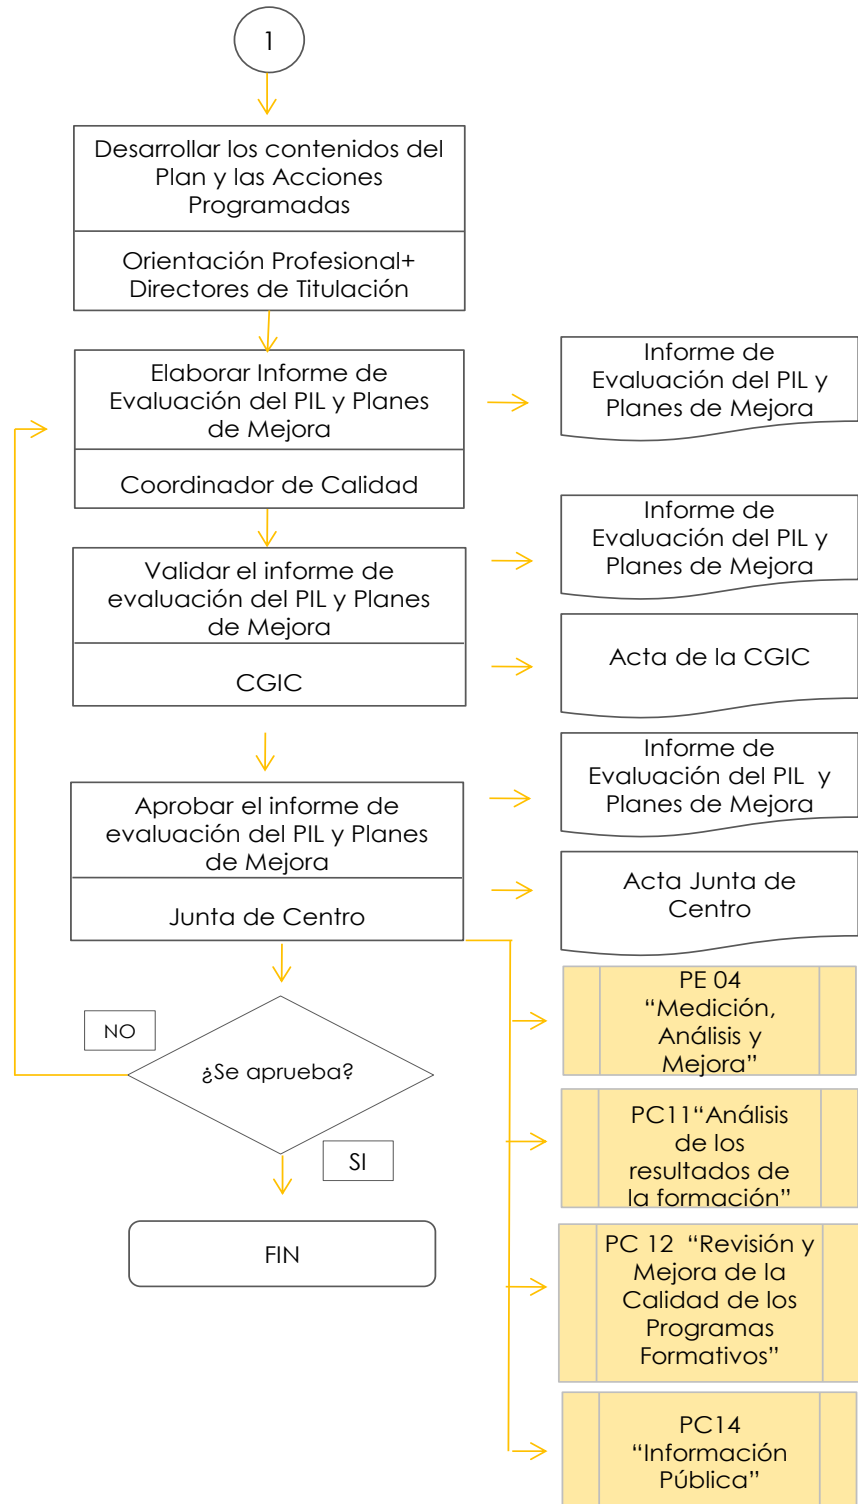 1
Desarrollar los contenidos del
Plan y las Acciones
Programadas
Orientación Profesional+
Directores de Titulación
Elaborar Informe de
Evaluación del PIL y Planes
de Mejora
Coordinador de Calidad
Informe de
Evaluación del PIL y
Planes de Mejora
Validar el informe de
evaluación del PIL y Planes
de Mejora
CGIC
Informe de
Evaluación del PIL y
Planes de Mejora
Acta de la CGIC
Aprobar el informe de
evaluación del PIL y Planes
de Mejora
Junta de Centro
Informe de
Evaluación del PIL y
Planes de Mejora
Acta Junta de
Centro
NO
¿Se aprueba?
SI
FIN
PE 04
“Medición,
Análisis y
Mejora”
PC11“Análisis
de los
resultados de
la formación”
PC 12 “Revisión y
Mejora de la
Calidad de los
Programas
Formativos”
PC14
“Información
Pública”